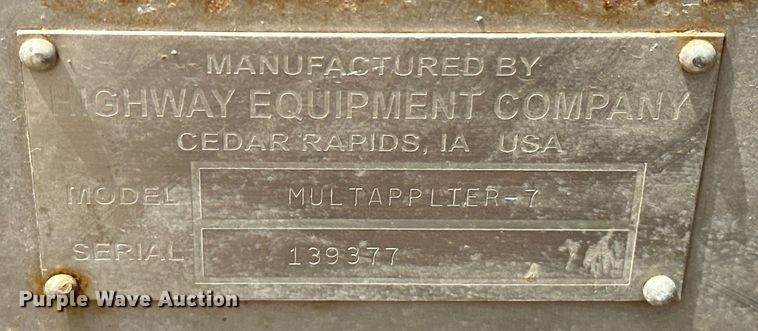 MANUFACTURED BY
HIGHWAY EQUIPMENT COMPANY
CEDAR RAPIDS, IA USA
MODEL MULTAPPLIER-7
SERIAL 139377
Purple Wave Auction